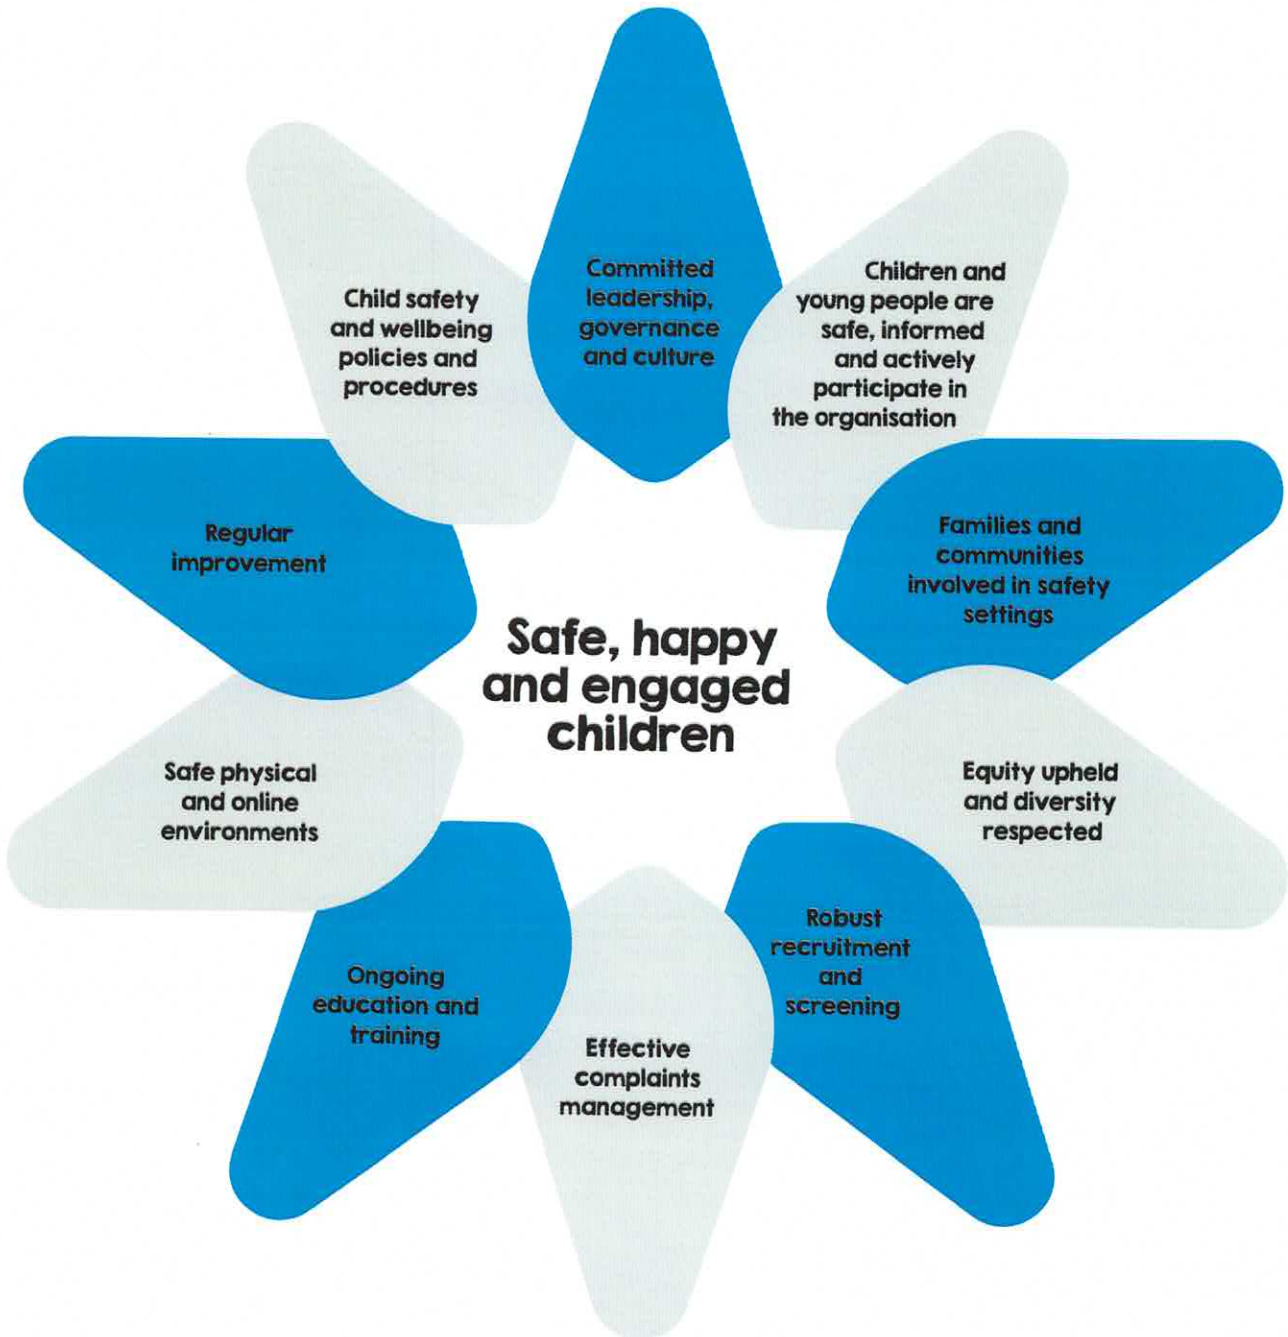 Committed
leadership,
governance
and culture
Children and
young people are
safe, informed
and actively
participate in
the organisation
Families and
communities
involved in safety
settings
Equity upheld
and diversity
respected
Robust
recruitment
and
screening
Effective
complaints
management
Ongoing
education and
training
Safe physical
and online
environments
Regular
improvement
Child safety
and wellbeing
policies and
procedures
Safe, happy
and engaged
children